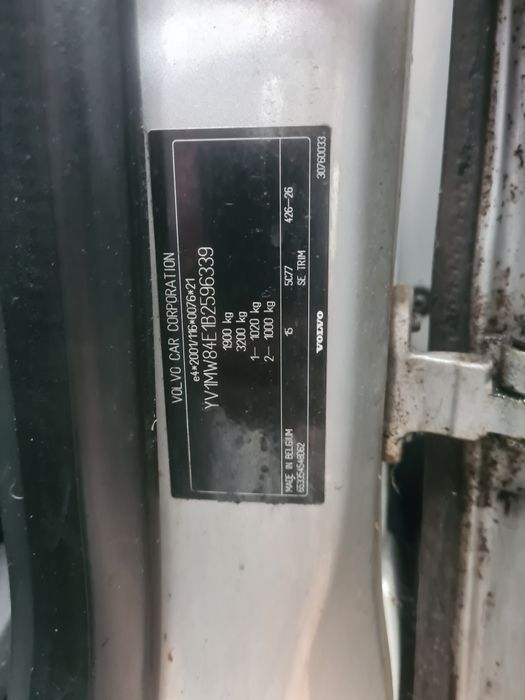 VOLVO CAR CORPORATION
e4*2001/116*0076*21
YV1MW84E1B2596339
1900 kg
3200 kg
1— 1020 kg
2— 1000 kg
MADE IN BELGIUM 15 5C77 426—26
SE TRIM
VOLVO 30760033